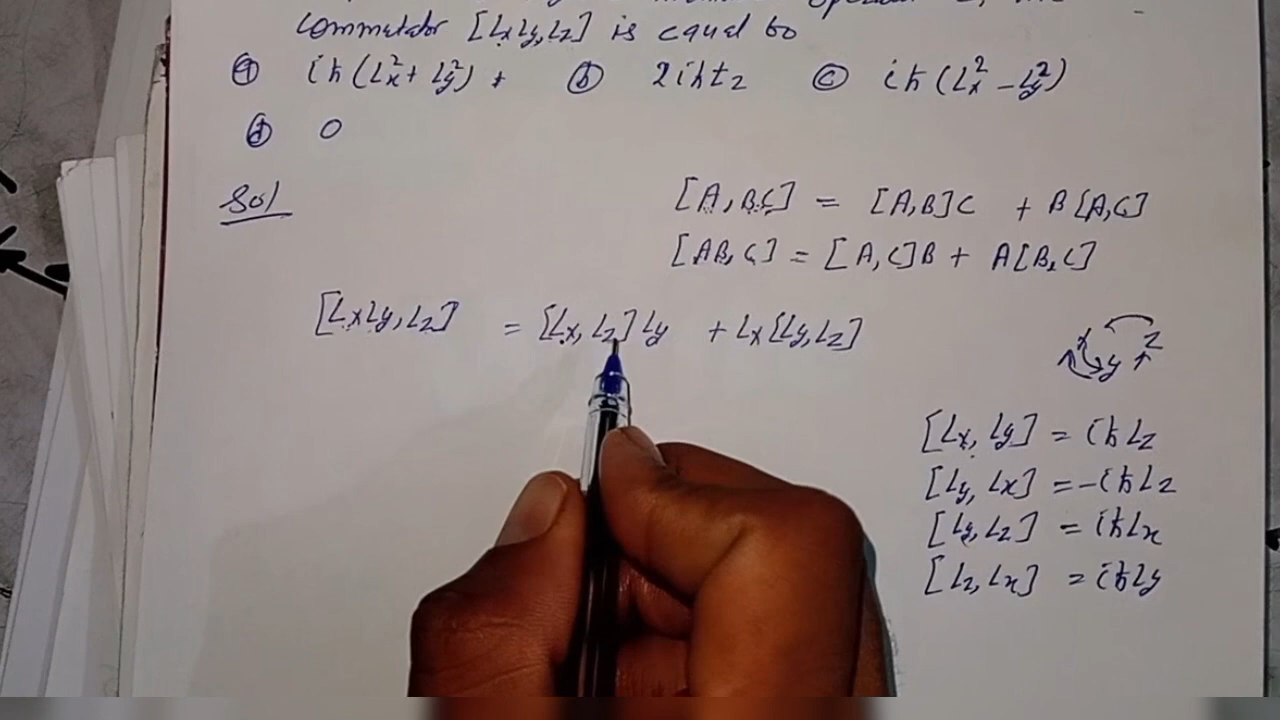 commutator [LxLy,Lz] is equal to
ⓐ iħ(Lx²+Ly²) ⓑ 2iħLz ⓒ iħ(Lx²-Ly²)
ⓓ 0
Sol
[A,BC] = [A,B]C + B[A,C]
[AB,C] = [A,C]B + A[B,C]
[LxLy,Lz] = [Lx,Lz]Ly + Lx[Ly,Lz]
x y z
[Lx,Ly] = iħLz
[Ly,Lx] = -iħLz
[Ly,Lz] = iħLx
[Lz,Lx] = iħLy